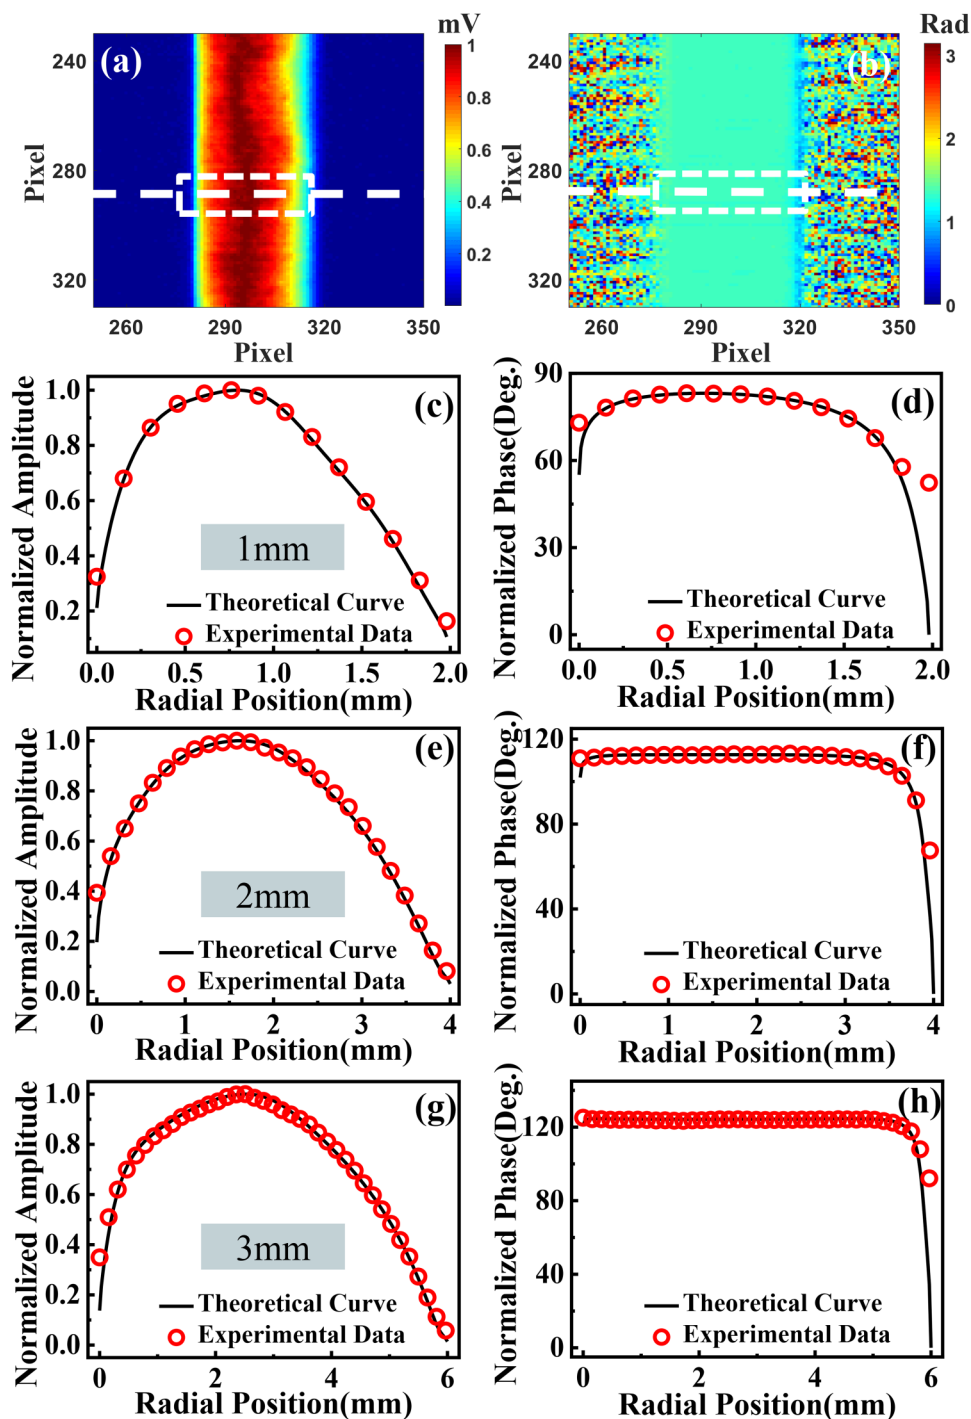 mV
(a)
1
0.8
0.6
0.4
0.2
240
280
320
Pixel
260
290
320
350
Pixel
Rad
(b)
3
2
1
0
240
280
320
Pixel
260
290
320
350
Pixel
(c)
Normalized Amplitude
1.0
0.8
0.6
0.4
0.2
1mm
Theoretical Curve
Experimental Data
0.0
0.5
1.0
1.5
2.0
Radial Position(mm)
(d)
Normalized Phase(Deg.)
90
60
30
0
Theoretical Curve
Experimental Data
0.0
0.5
1.0
1.5
2.0
Radial Position(mm)
(e)
Normalized Amplitude
1.0
0.8
0.6
0.4
0.2
0.0
2mm
Theoretical Curve
Experimental Data
0
1
2
3
4
Radial Position(mm)
(f)
Normalized Phase(Deg.)
120
80
40
0
Theoretical Curve
Experimental Data
0
1
2
3
4
Radial Position(mm)
(g)
Normalized Amplitude
1.0
0.8
0.6
0.4
0.2
0.0
3mm
Theoretical Curve
Experimental Data
0
2
4
6
Radial Position(mm)
(h)
Normalized Phase(Deg.)
120
80
40
0
Theoretical Curve
Experimental Data
0
2
4
6
Radial Position(mm)